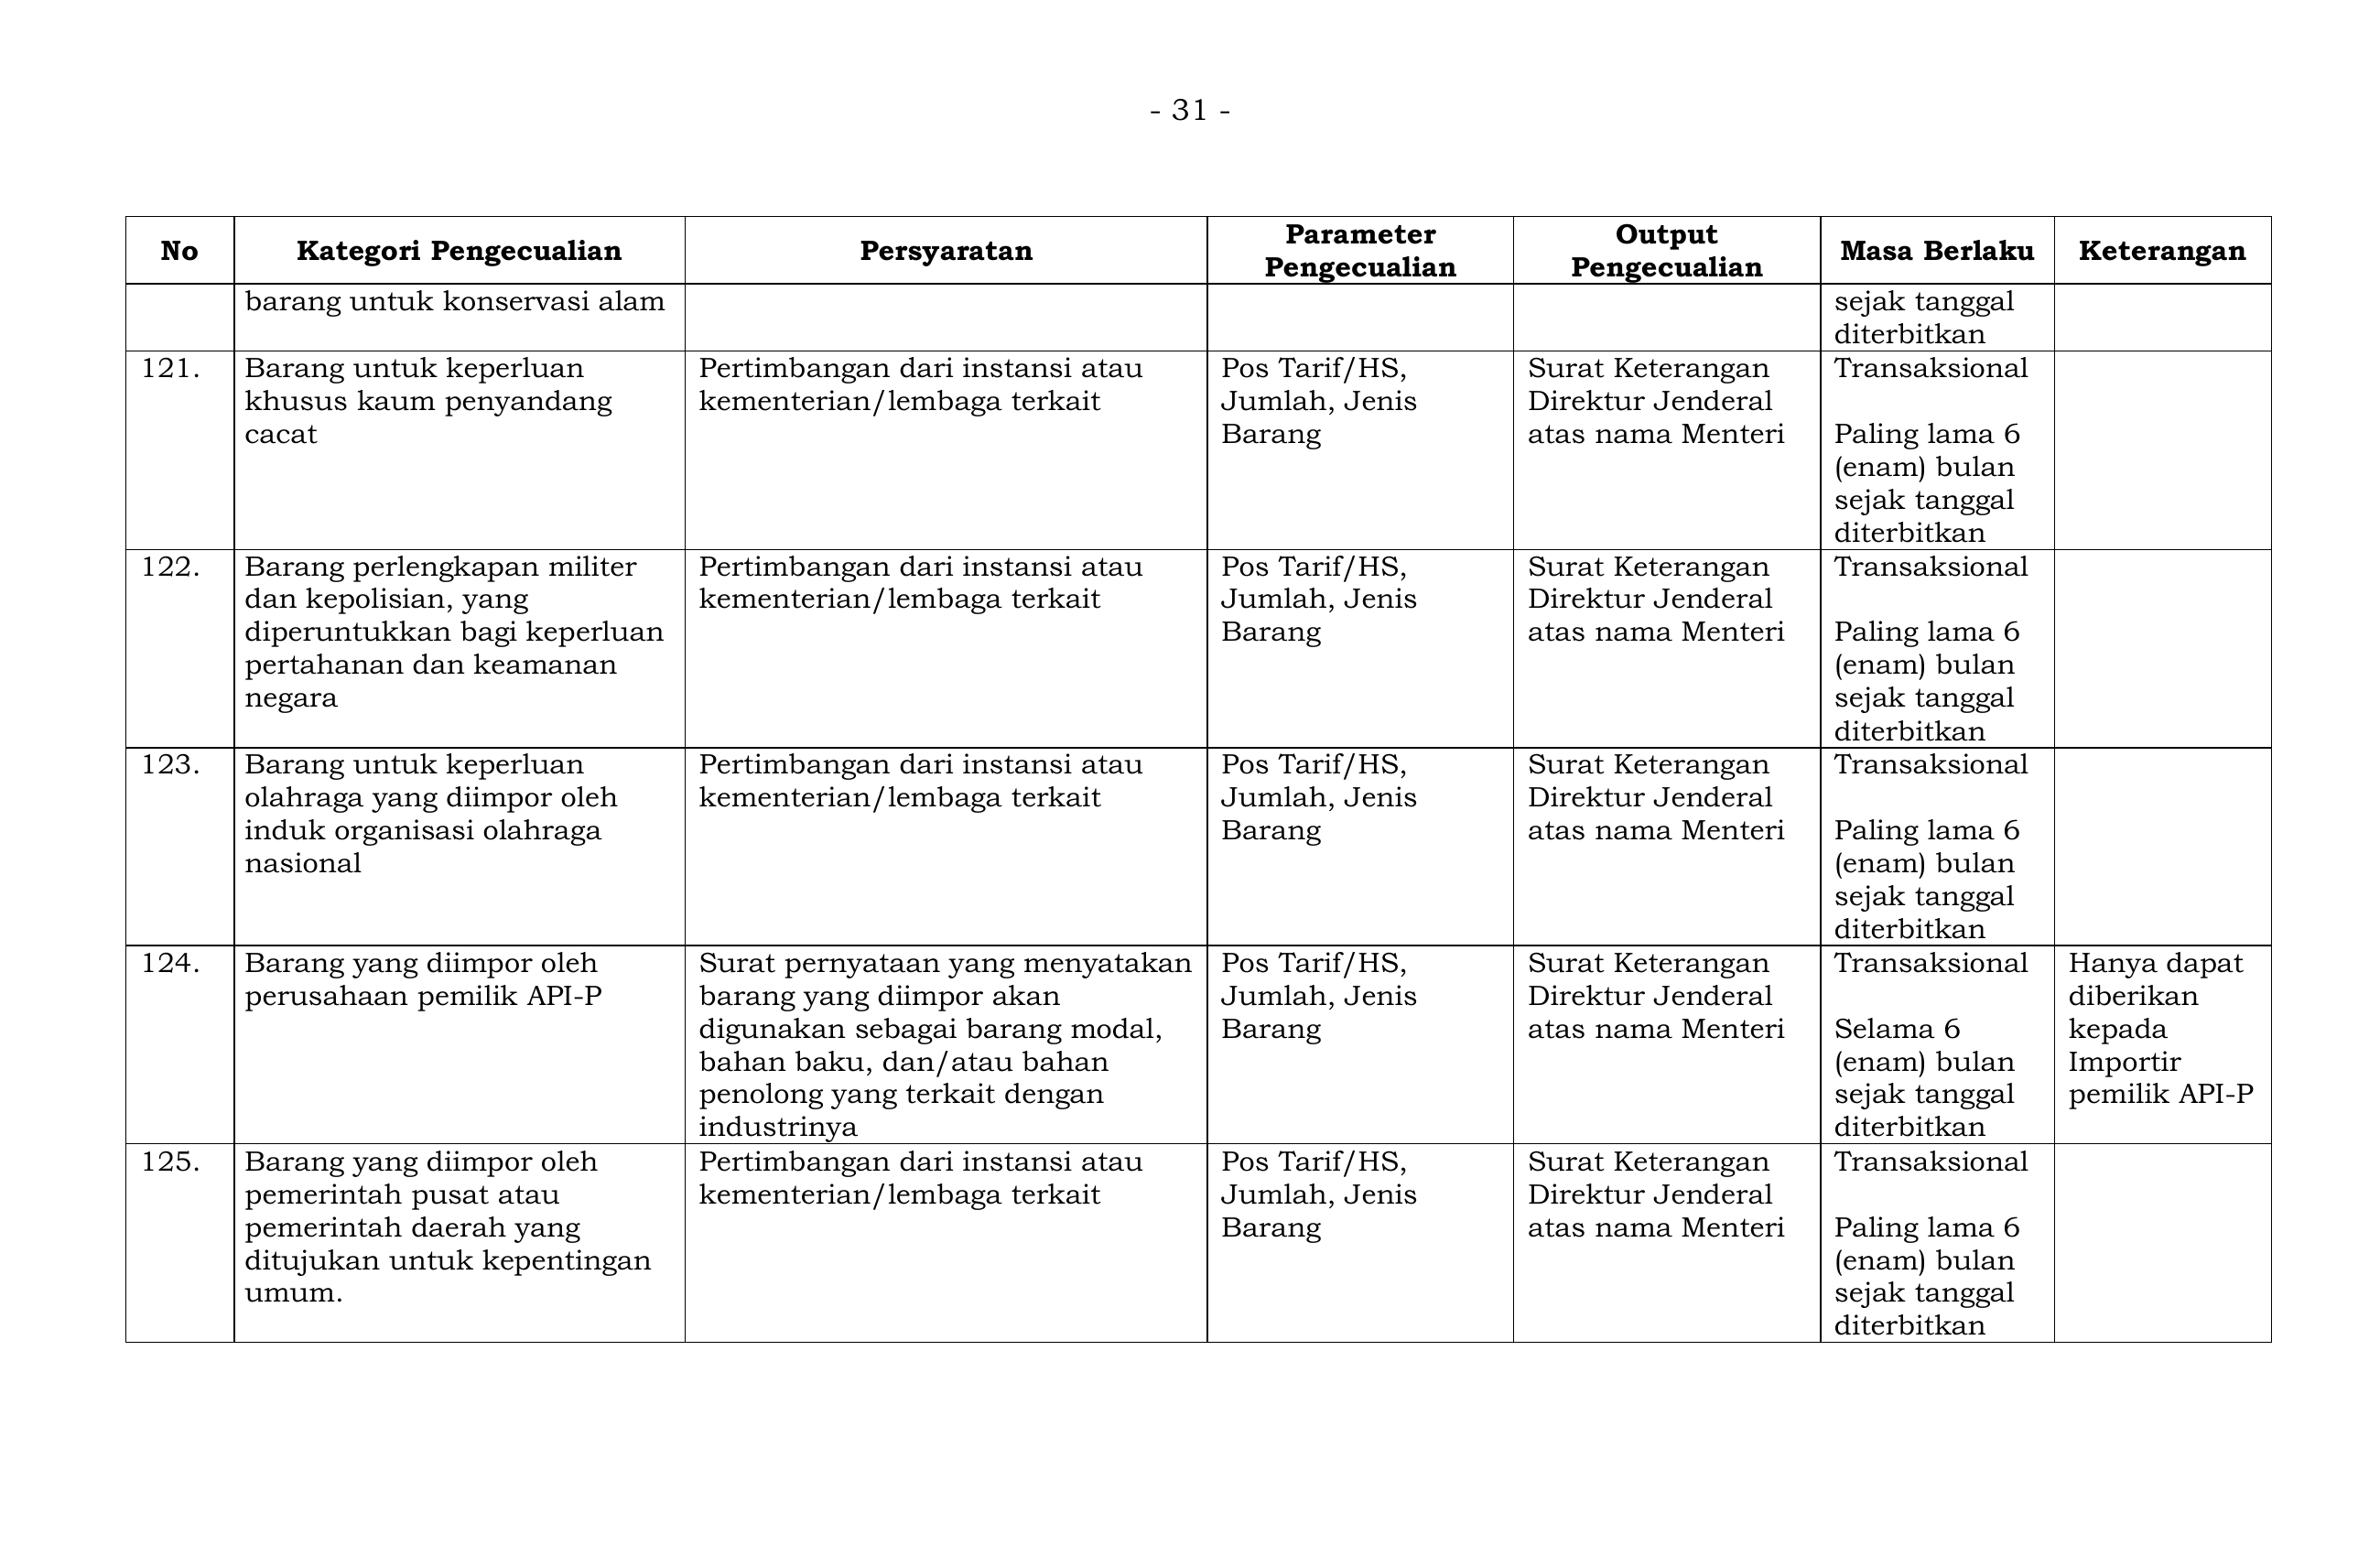 - 31 -
No
Kategori Pengecualian
Persyaratan
Parameter
Pengecualian
Output
Pengecualian
Masa Berlaku
Keterangan
barang untuk konservasi alam
sejak tanggal
diterbitkan
121.
Barang untuk keperluan
khusus kaum penyandang
cacat
Pertimbangan dari instansi atau
kementerian/lembaga terkait
Pos Tarif/HS,
Jumlah, Jenis
Barang
Surat Keterangan
Direktur Jenderal
atas nama Menteri
Transaksional
Paling lama 6
(enam) bulan
sejak tanggal
diterbitkan
122.
Barang perlengkapan militer
dan kepolisian, yang
diperuntukkan bagi keperluan
pertahanan dan keamanan
negara
Pertimbangan dari instansi atau
kementerian/lembaga terkait
Pos Tarif/HS,
Jumlah, Jenis
Barang
Surat Keterangan
Direktur Jenderal
atas nama Menteri
Transaksional
Paling lama 6
(enam) bulan
sejak tanggal
diterbitkan
123.
Barang untuk keperluan
olahraga yang diimpor oleh
induk organisasi olahraga
nasional
Pertimbangan dari instansi atau
kementerian/lembaga terkait
Pos Tarif/HS,
Jumlah, Jenis
Barang
Surat Keterangan
Direktur Jenderal
atas nama Menteri
Transaksional
Paling lama 6
(enam) bulan
sejak tanggal
diterbitkan
124.
Barang yang diimpor oleh
perusahaan pemilik API-P
Surat pernyataan yang menyatakan
barang yang diimpor akan
digunakan sebagai barang modal,
bahan baku, dan/atau bahan
penolong yang terkait dengan
industrinya
Pos Tarif/HS,
Jumlah, Jenis
Barang
Surat Keterangan
Direktur Jenderal
atas nama Menteri
Transaksional
Selama 6
(enam) bulan
sejak tanggal
diterbitkan
Hanya dapat
diberikan
kepada
Importir
pemilik API-P
125.
Barang yang diimpor oleh
pemerintah pusat atau
pemerintah daerah yang
ditujukan untuk kepentingan
umum.
Pertimbangan dari instansi atau
kementerian/lembaga terkait
Pos Tarif/HS,
Jumlah, Jenis
Barang
Surat Keterangan
Direktur Jenderal
atas nama Menteri
Transaksional
Paling lama 6
(enam) bulan
sejak tanggal
diterbitkan